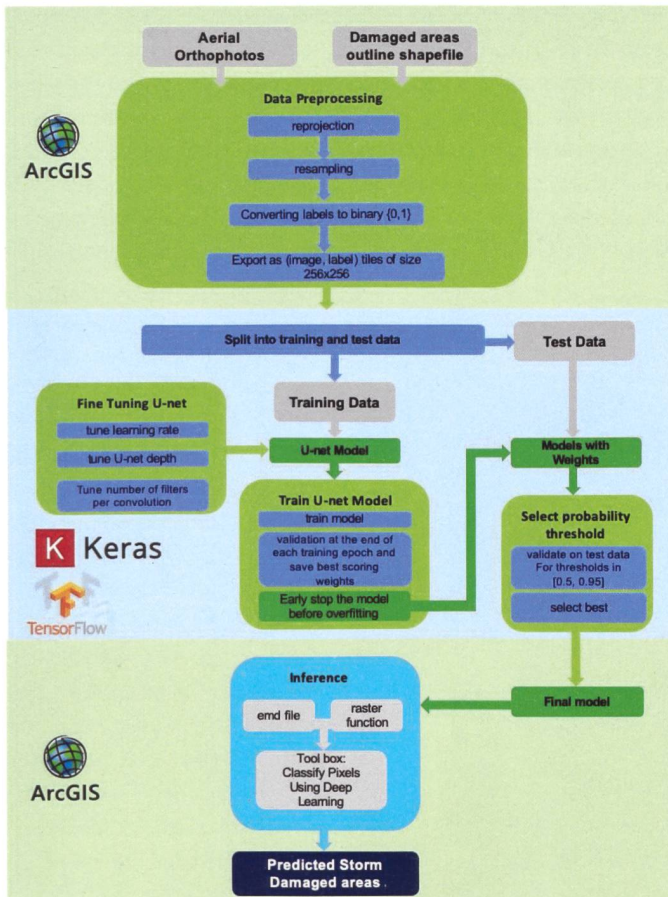 Aerial
Orthophotos
Damaged areas
outline shapefile
Data Preprocessing
reprojection
resampling
Converting labels to binary {0,1}
Export as (image, label) tiles of size
256x256
ArcGIS
Split into training and test data
Test Data
Training Data
Fine Tuning U-net
tune learning rate
tune U-net depth
Tune number of filters
per convolution
U-net Model
Models with
Weights
Train U-net Model
train model
validation at the end of
each training epoch and
save best scoring
weights
Early stop the model
before overfitting
Select probability
threshold
validate on test data
For thresholds in
[0.5, 0.95]
select best
K Keras
TensorFlow
Final model
Inference
emd file
raster
function
Tool box:
Classify Pixels
Using Deep
Learning
ArcGIS
Predicted Storm
Damaged areas